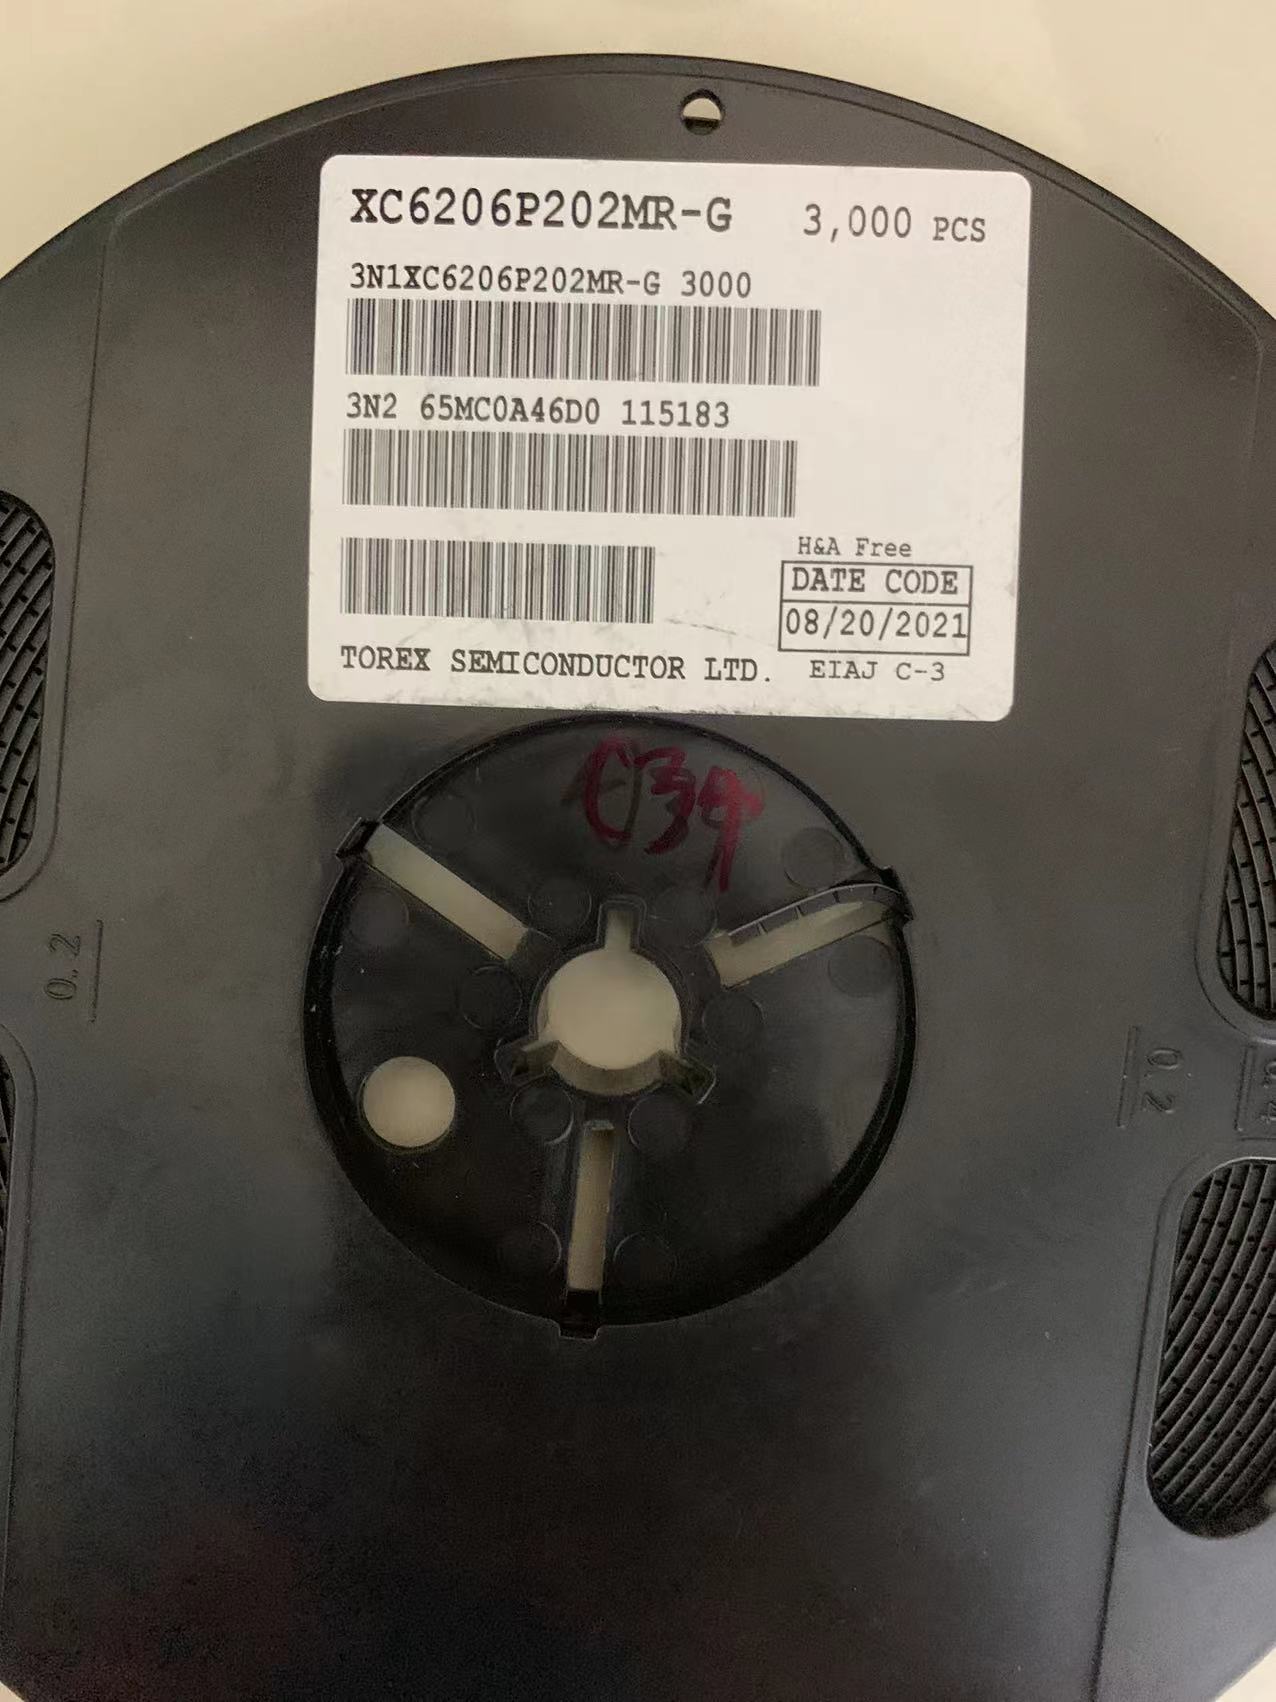 XC6206P202MR-G 3,000 PCS
3N1XC6206P202MR-G 3000
3N2 65MC0A46D0 115183
H&A Free
DATE CODE
08/20/2021
TOREX SEMICONDUCTOR LTD. EIAJ C-3
0.2
0.2